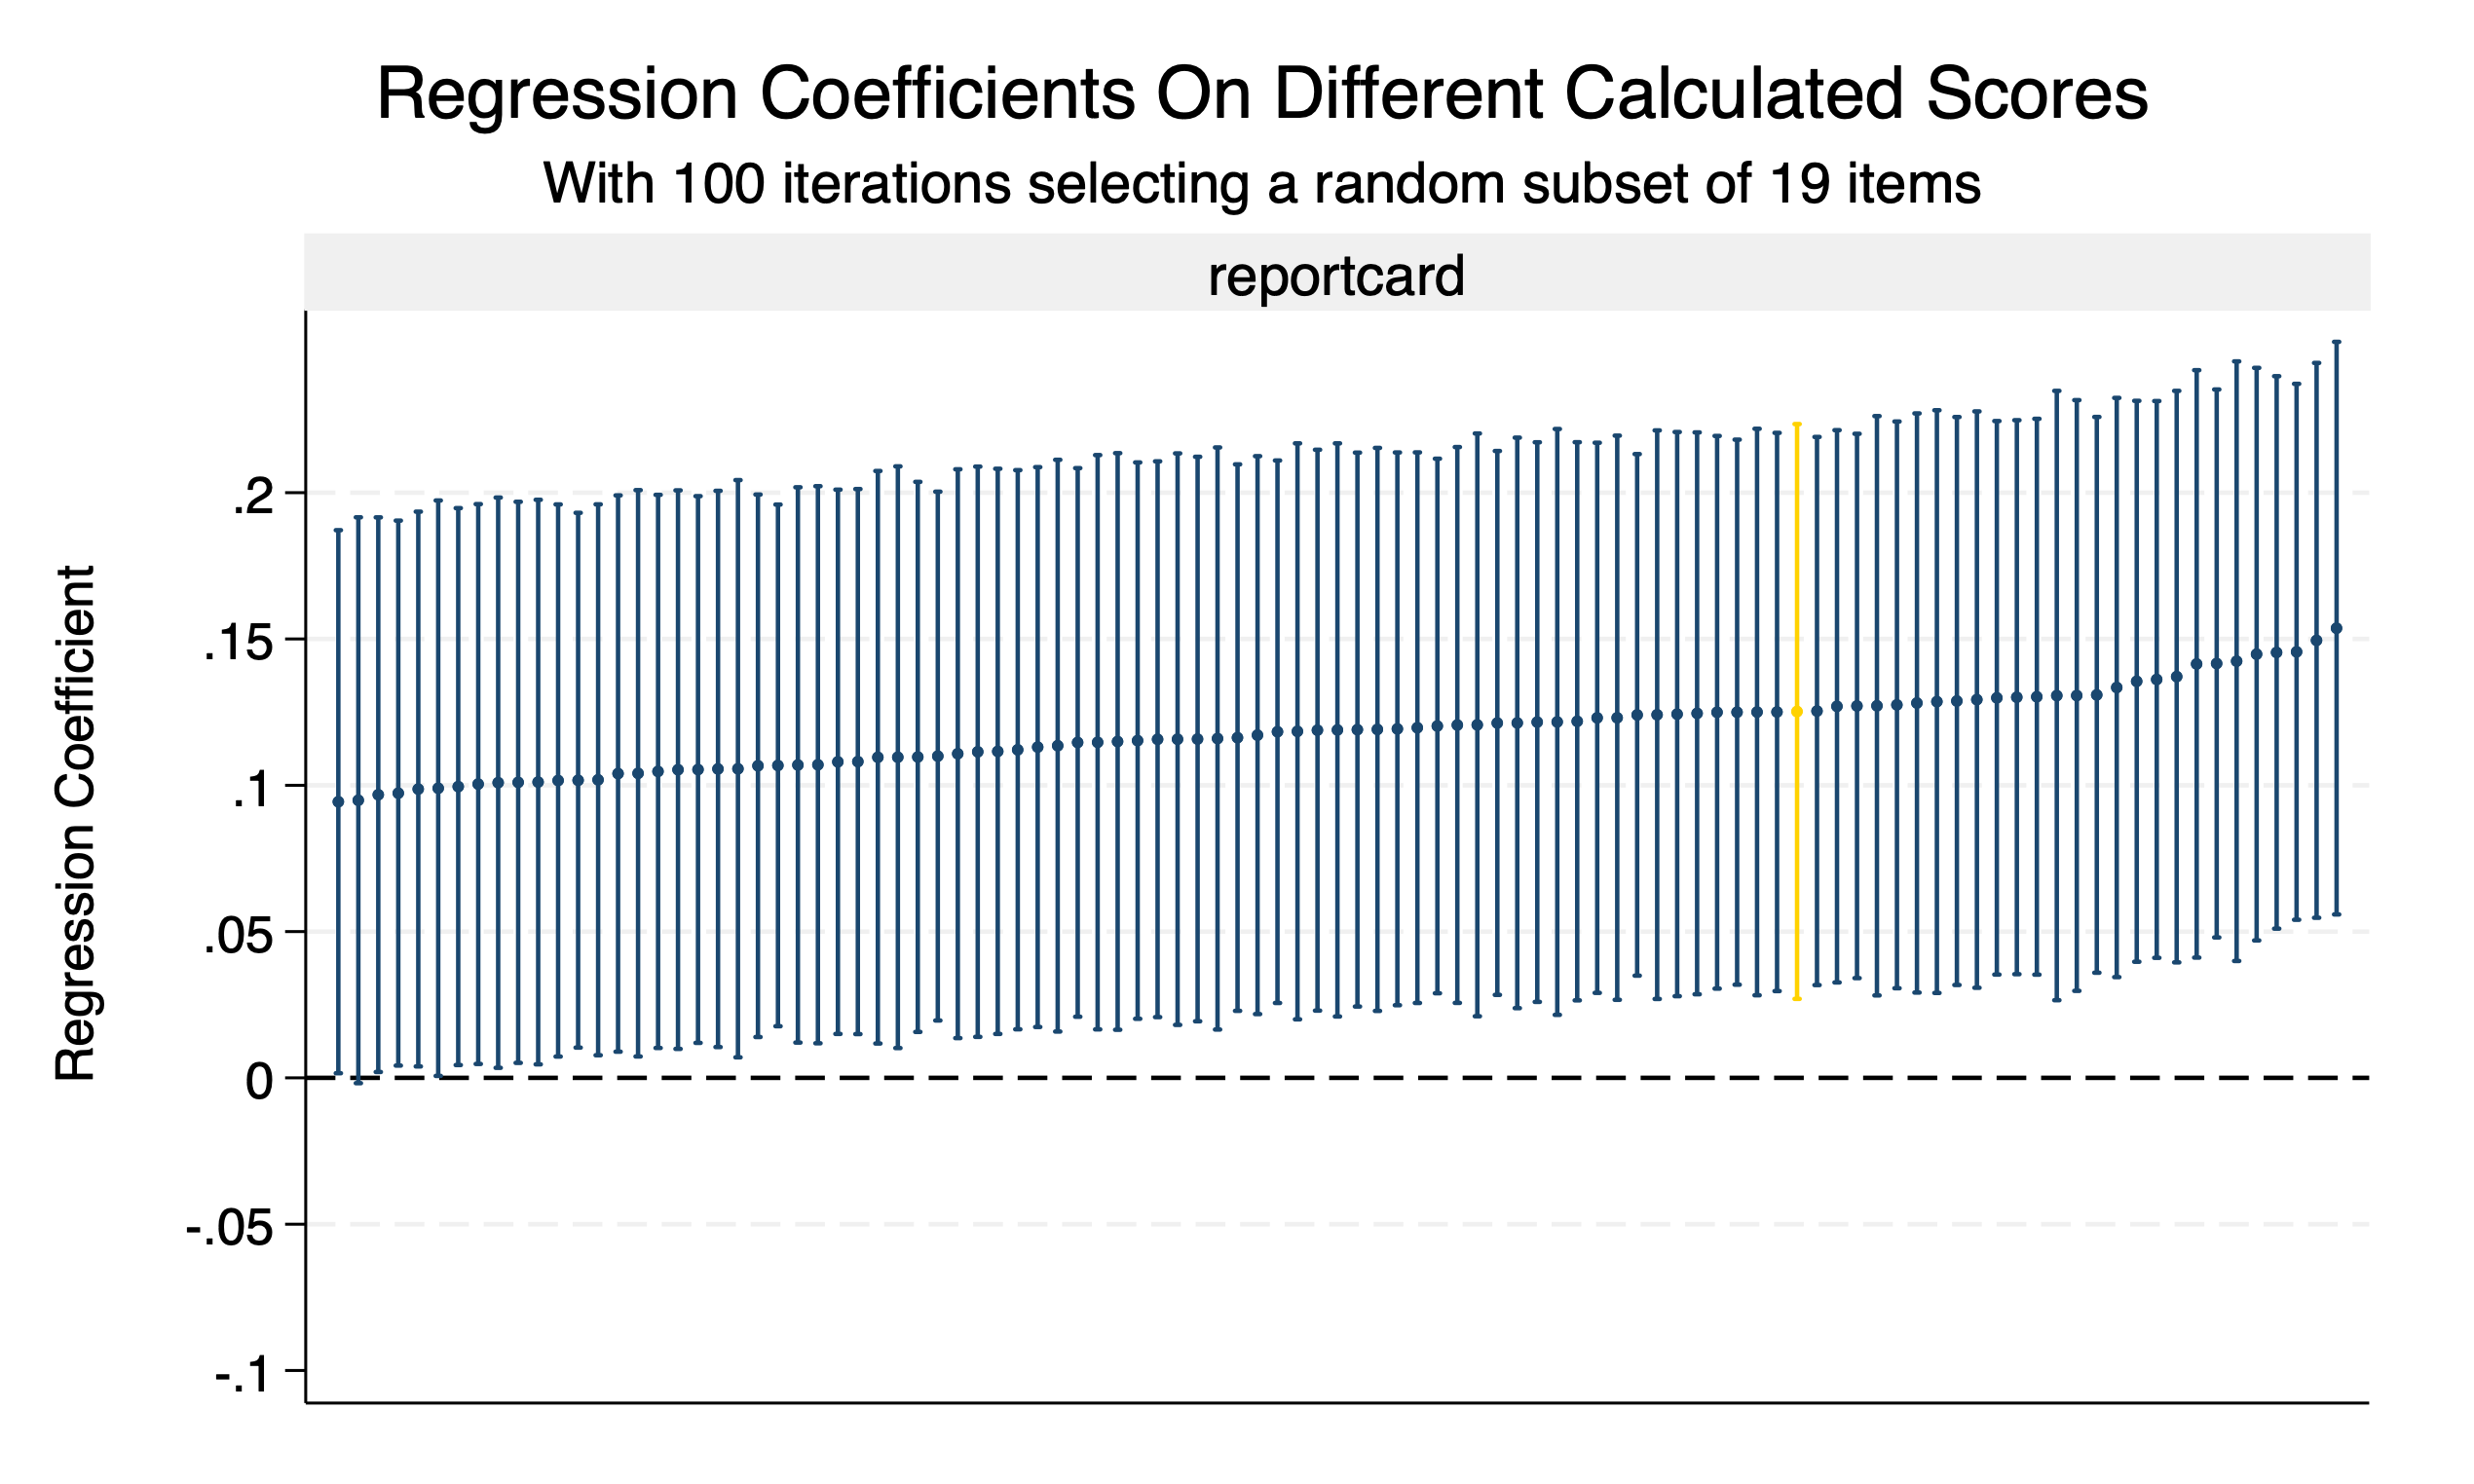 Regression Coefficients On Different Calculated Scores
With 100 iterations selecting a random subset of 19 items
reportcard
Regression Coefficient
.2
.15
.1
.05
0
-.05
-.1